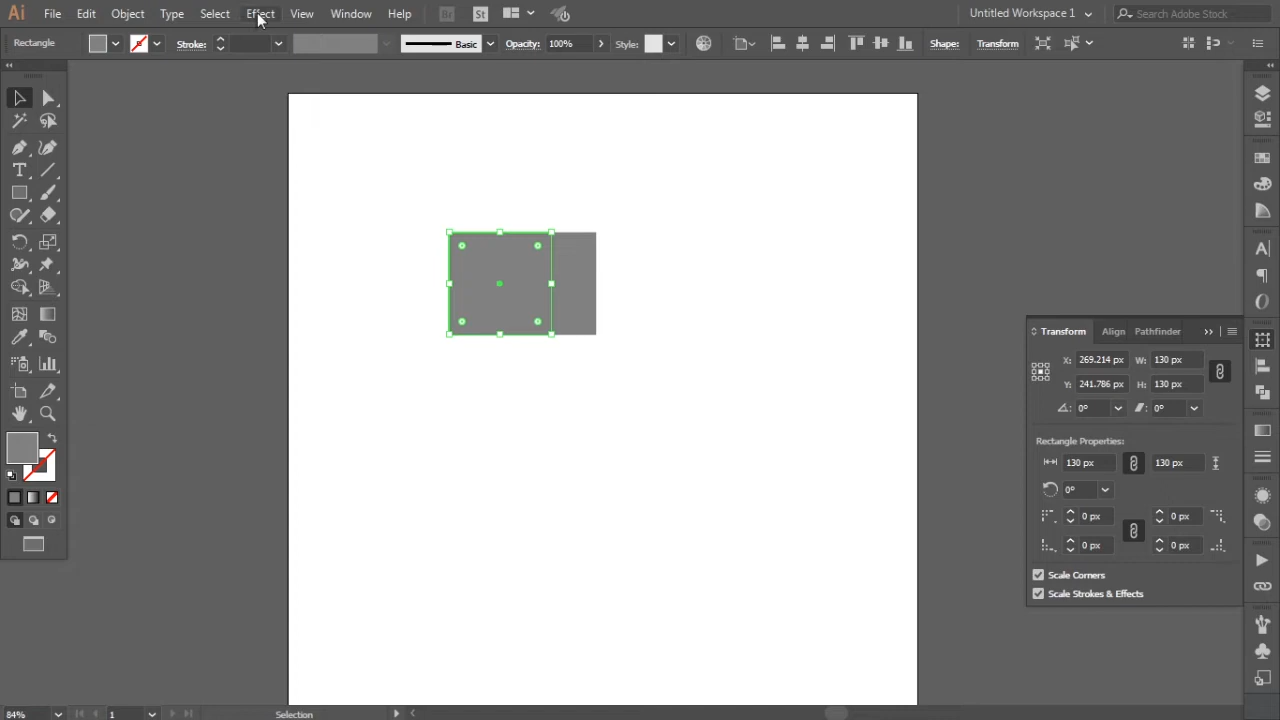 Ai File Edit Object Type Select Effect View Window Help Br St Untitled Workspace 1 Search Adobe Stock
Rectangle Stroke: Basic Opacity: 100% Style: Shape: Transform
Transform Align Pathfinder
X: 269.214 px W: 130 px
Y: 241.786 px H: 130 px
0° 0°
Rectangle Properties:
130 px 130 px
0°
0 px 0 px
0 px 0 px
Scale Corners
Scale Strokes & Effects
84% 1 Selection